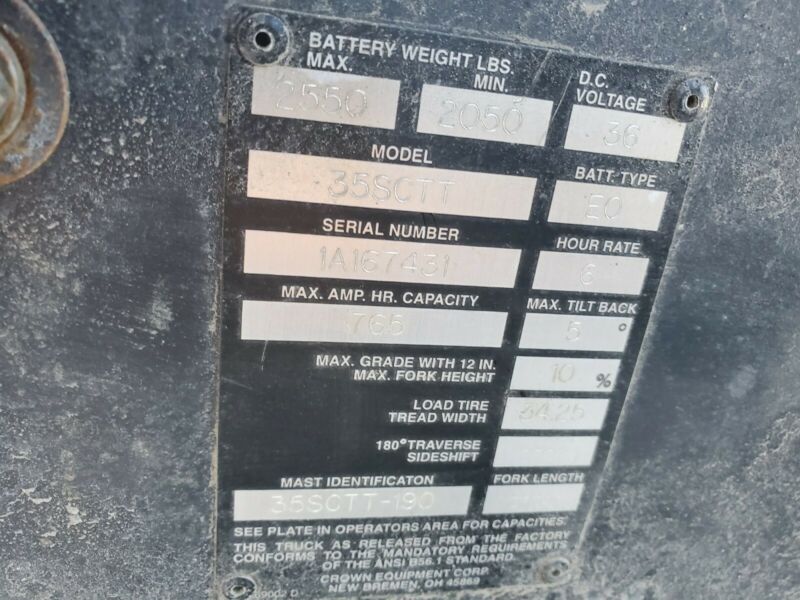 BATTERY WEIGHT LBS.
MAX. MIN. D.C. VOLTAGE
2550 2050 36
MODEL BATT. TYPE
35SCTT EO
SERIAL NUMBER HOUR RATE
1A167431 6
MAX. AMP. HR. CAPACITY MAX. TILT BACK
765 5 °
MAX. GRADE WITH 12 IN.
MAX. FORK HEIGHT 10 %
LOAD TIRE
TREAD WIDTH 34.25
180° TRAVERSE
SIDESHIFT
MAST IDENTIFICATON FORK LENGTH
35SCTT-190
SEE PLATE IN OPERATORS AREA FOR CAPACITIES.
THIS TRUCK AS RELEASED FROM THE FACTORY
CONFORMS TO THE MANDATORY REQUIREMENTS
OF THE ANSI B56.1 STANDARD.
CROWN EQUIPMENT CORP.
NEW BREMEN, OH 45869